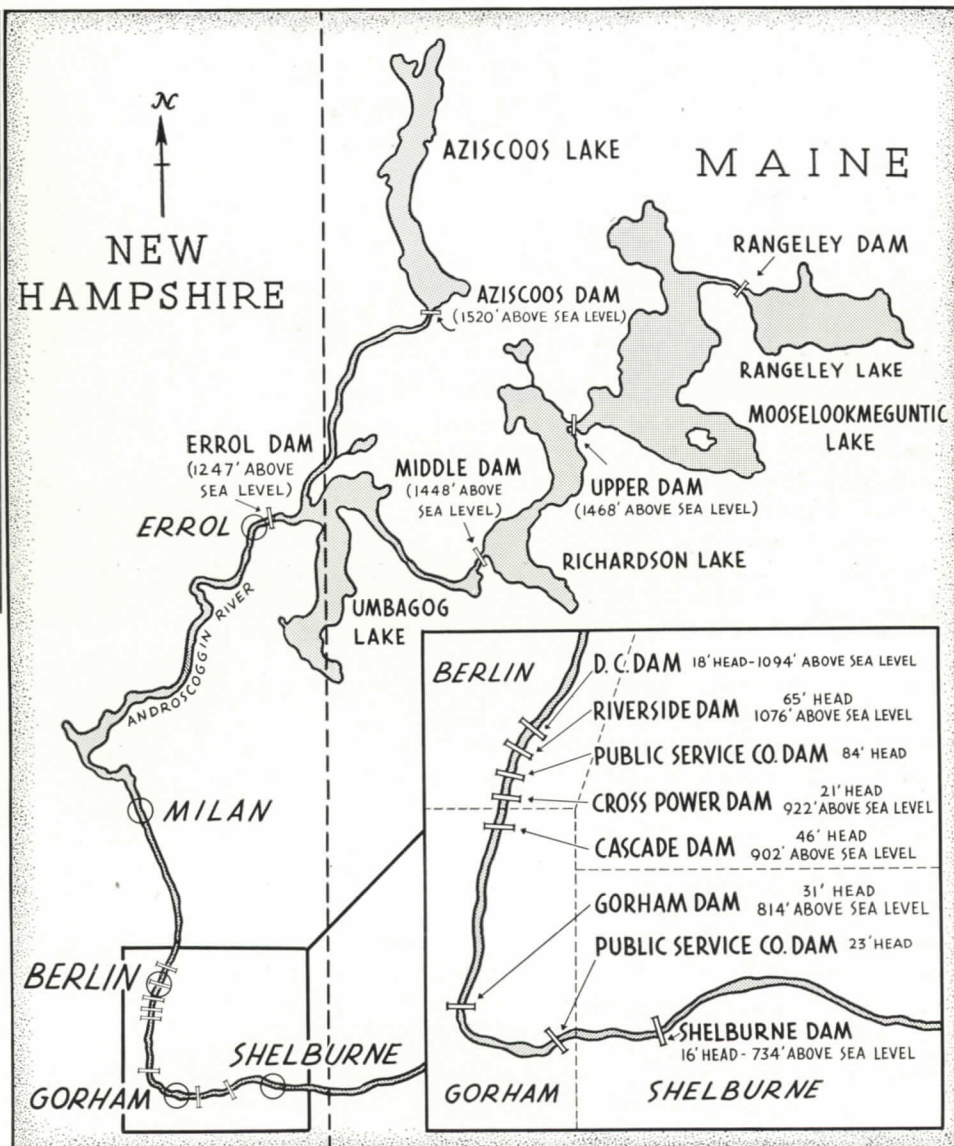 N
NEW
HAMPSHIRE
MAINE
AZISCOOS LAKE
RANGELEY DAM
AZISCOOS DAM
(1520' ABOVE SEA LEVEL)
RANGELEY LAKE
MOOSELOOKMEGUNTIC
LAKE
ERROL DAM
(1247' ABOVE
SEA LEVEL)
MIDDLE DAM
(1448' ABOVE
SEA LEVEL)
UPPER DAM
(1468' ABOVE SEA LEVEL)
ERROL
RICHARDSON LAKE
UMBAGOG
LAKE
ANDROSCOGGIN RIVER
MILAN
BERLIN
SHELBURNE
GORHAM
BERLIN
D.C. DAM 18' HEAD-1094' ABOVE SEA LEVEL
RIVERSIDE DAM 65' HEAD
1076' ABOVE SEA LEVEL
PUBLIC SERVICE CO. DAM 84' HEAD
CROSS POWER DAM 21' HEAD
922' ABOVE SEA LEVEL
CASCADE DAM 46' HEAD
902' ABOVE SEA LEVEL
GORHAM DAM 31' HEAD
814' ABOVE SEA LEVEL
PUBLIC SERVICE CO. DAM 23' HEAD
SHELBURNE DAM
16' HEAD - 734' ABOVE SEA LEVEL
GORHAM
SHELBURNE